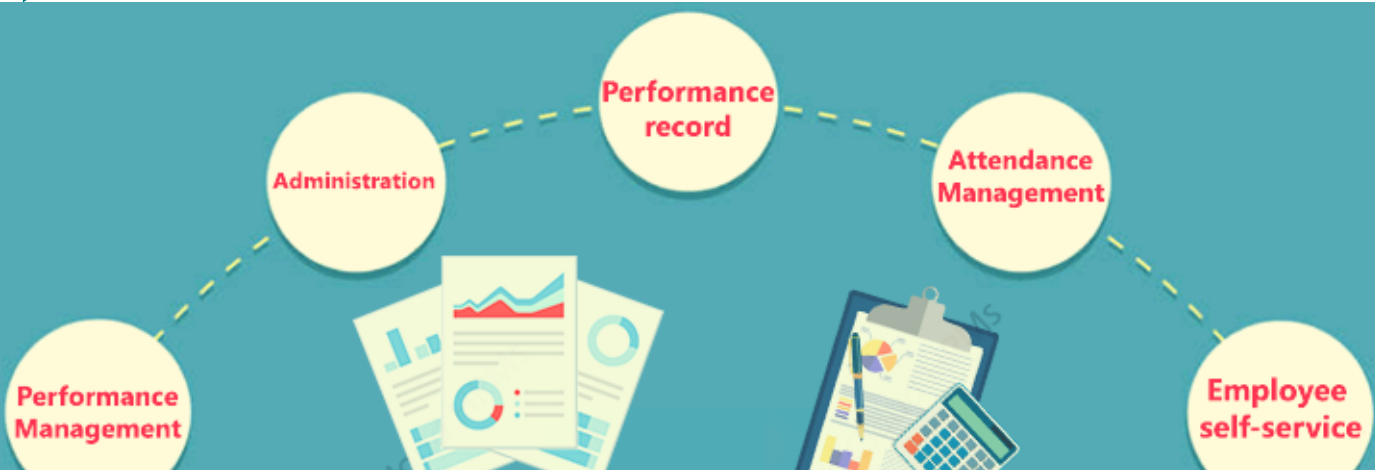 Performance
Management
Administration
Performance
record
Attendance
Management
Employee
self-service